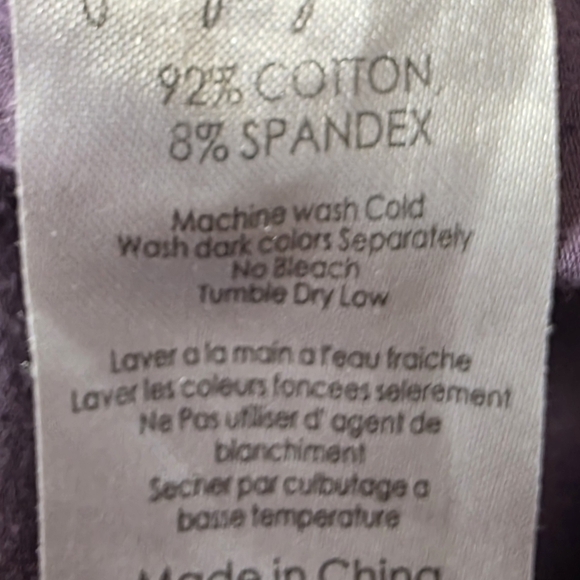 92% COTTON,
8% SPANDEX
Machine wash Cold
Wash dark colors Separately
No Bleach
Tumble Dry Low
Laver a la main a l'eau fraiche
Laver les coleurs foncees selerement
Ne Pas utiliser d' agent de
blanchiment
Secher par culbutage a
basse temperature
Made in China